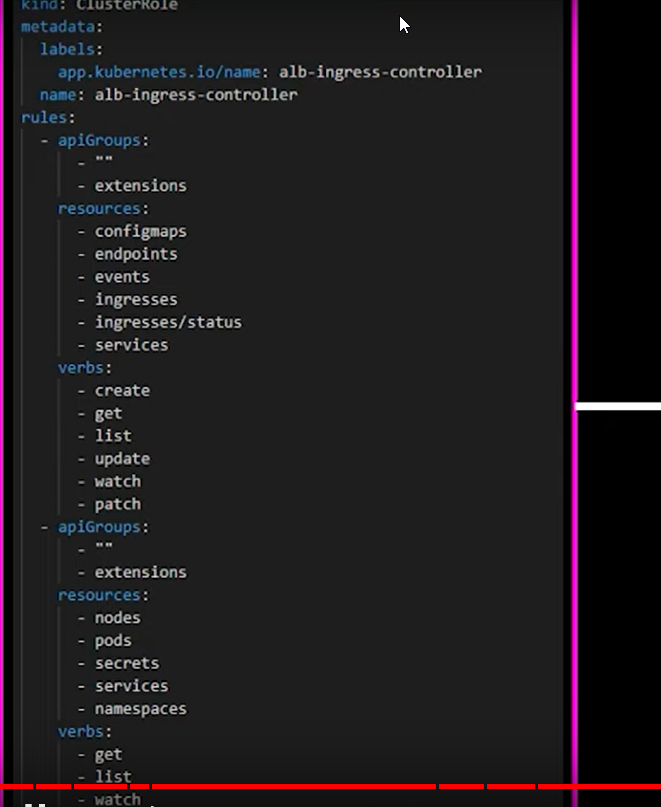 kind: ClusterRole
metadata:
labels:
app.kubernetes.io/name: alb-ingress-controller
name: alb-ingress-controller
rules:
- apiGroups:
- ""
- extensions
resources:
- configmaps
- endpoints
- events
- ingresses
- ingresses/status
- services
verbs:
- create
- get
- list
- update
- watch
- patch
- apiGroups:
- ""
- extensions
resources:
- nodes
- pods
- secrets
- services
- namespaces
verbs:
- get
- list
- watch